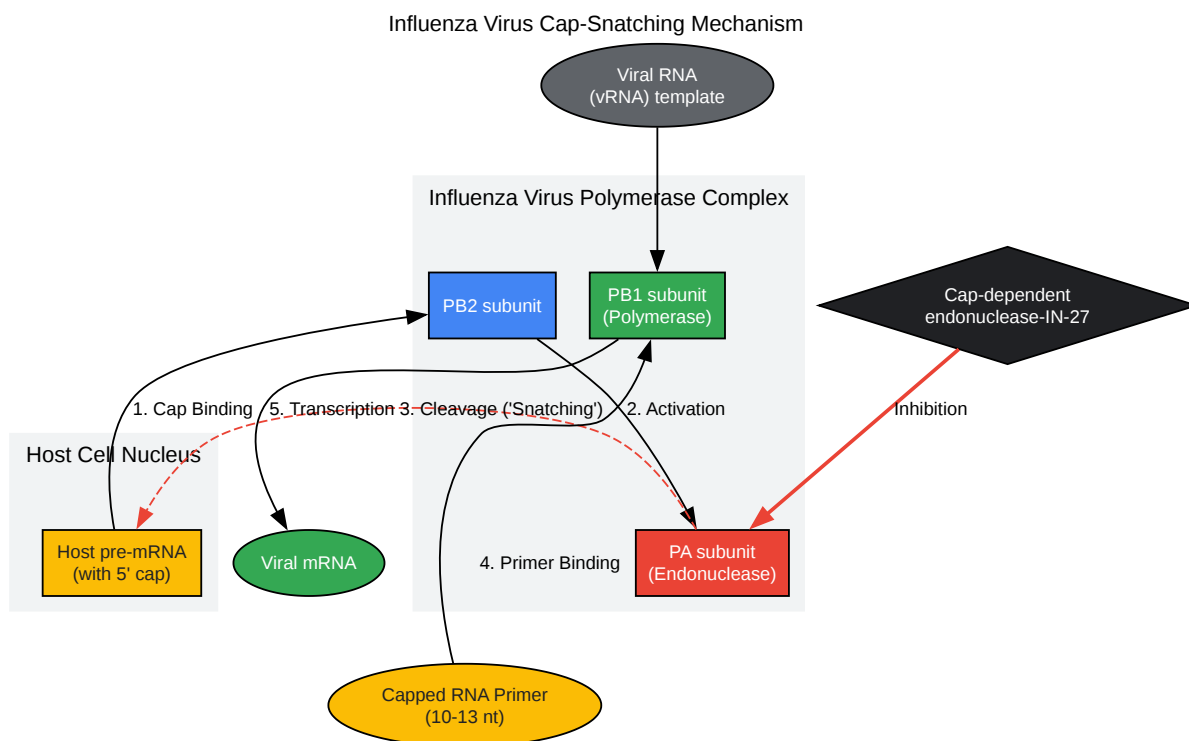 Influenza Virus Cap-Snatching Mechanism
Viral RNA
(vRNA) template
Influenza Virus Polymerase Complex
PB2 subunit
PB1 subunit
(Polymerase)
Cap-dependent
endonuclease-IN-27
1. Cap Binding
5. Transcription
3. Cleavage ('Snatching')
2. Activation
Inhibition
Host Cell Nucleus
Host pre-mRNA
(with 5' cap)
Viral mRNA
4. Primer Binding
PA subunit
(Endonuclease)
Capped RNA Primer
(10-13 nt)